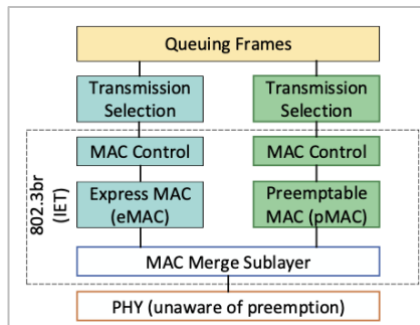 Queuing Frames
Transmission
Selection
Transmission
Selection
MAC Control
MAC Control
802.3br
(IET)
Express MAC
(eMAC)
Preemptable
MAC (pMAC)
MAC Merge Sublayer
PHY (unaware of preemption)